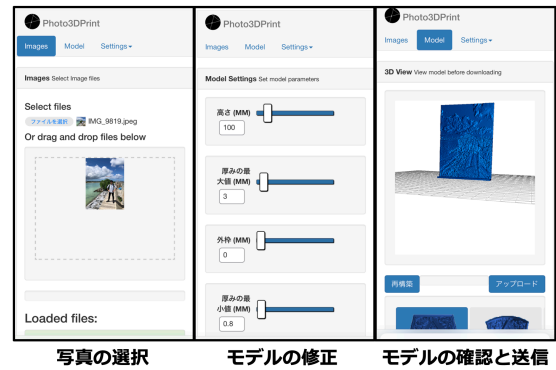 Photo3DPrint
Images Model Settings
Images Select Image files
Select files
ファイルを選択 IMG_9819.jpeg
Or drag and drop files below
Loaded files:
写真の選択
Photo3DPrint
Images Model Settings
Model Settings Set model parameters
高さ (MM)
100
厚みの最
大値 (MM)
3
外枠 (MM)
0
厚みの最
小値 (MM)
0.8
モデルの修正
Photo3DPrint
Images Model Settings
3D View View model before downloading
再構築 アップロード
モデルの確認と送信